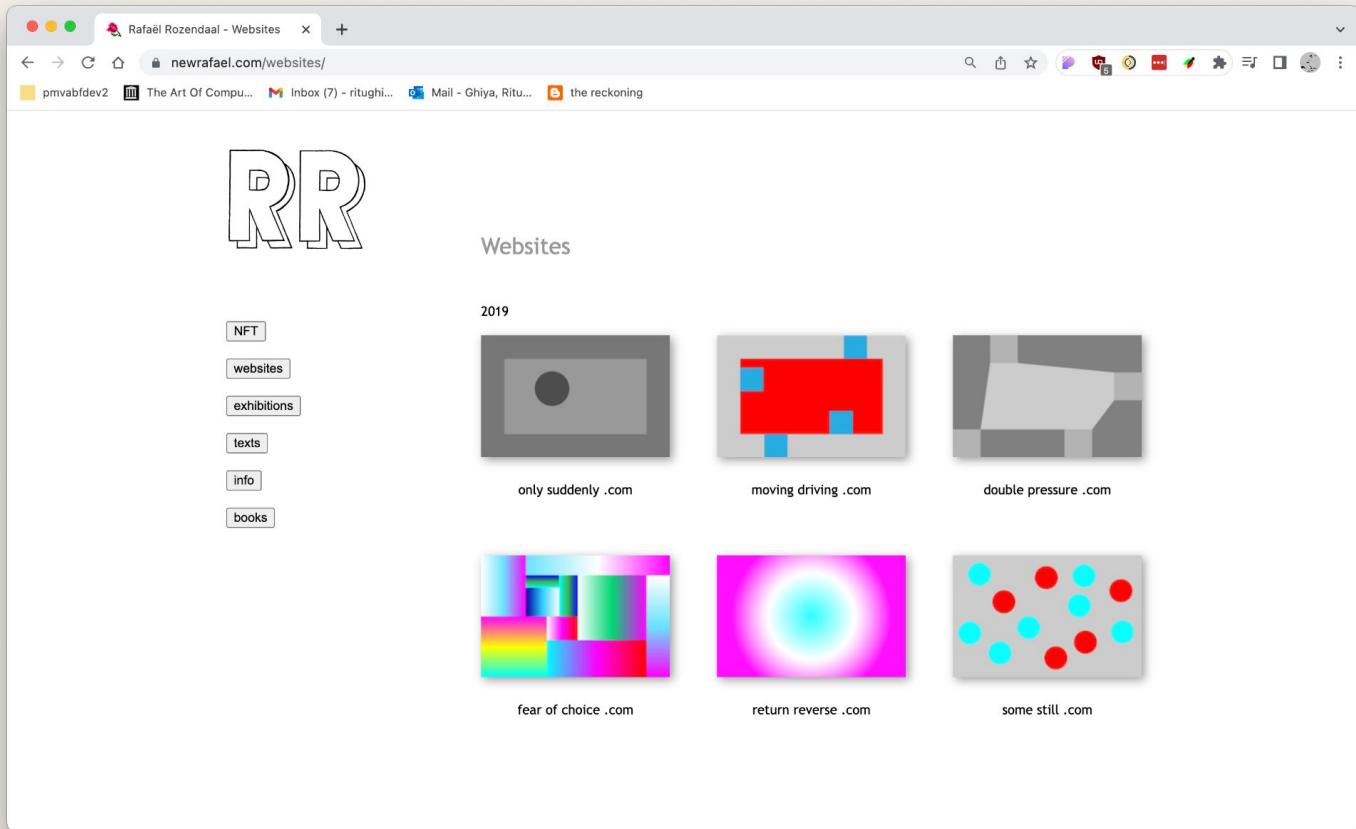 Rafaël Rozendaal - Websites
newrafael.com/websites/
5
pmvabfdev2 The Art Of Compu... Inbox (7) - ritughi... Mail - Ghiya, Ritu... the reckoning
RR
Websites
2019
NFT
websites
exhibitions
texts
info
books
only suddenly .com moving driving .com double pressure .com
fear of choice .com return reverse .com some still .com